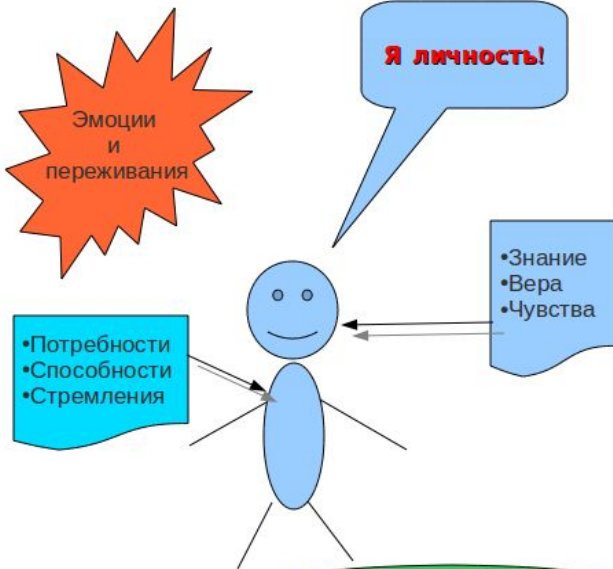 Эмоции
и
переживания
Я личность!
•Знание
•Вера
•Чувства
•Потребности
•Способности
•Стремления